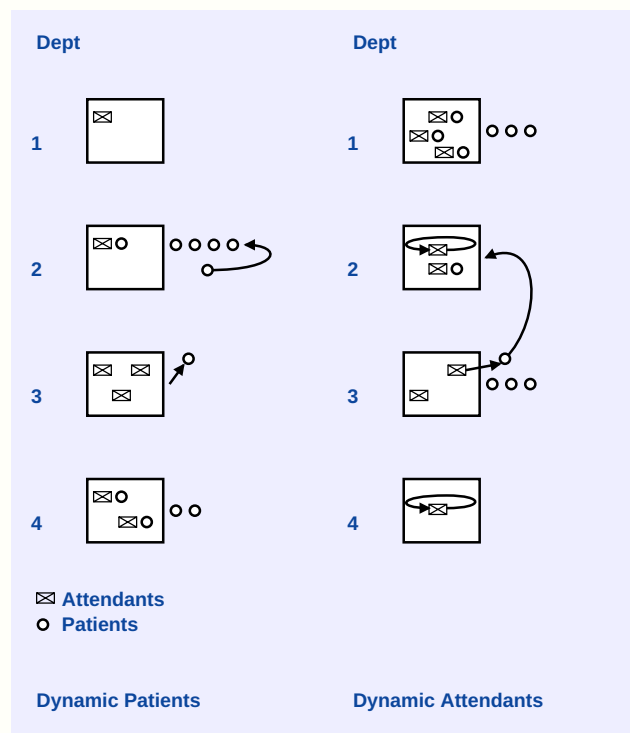 Dept
Dept
1
1
2
2
3
3
4
4
Attendants
Patients
Dynamic Patients
Dynamic Attendants